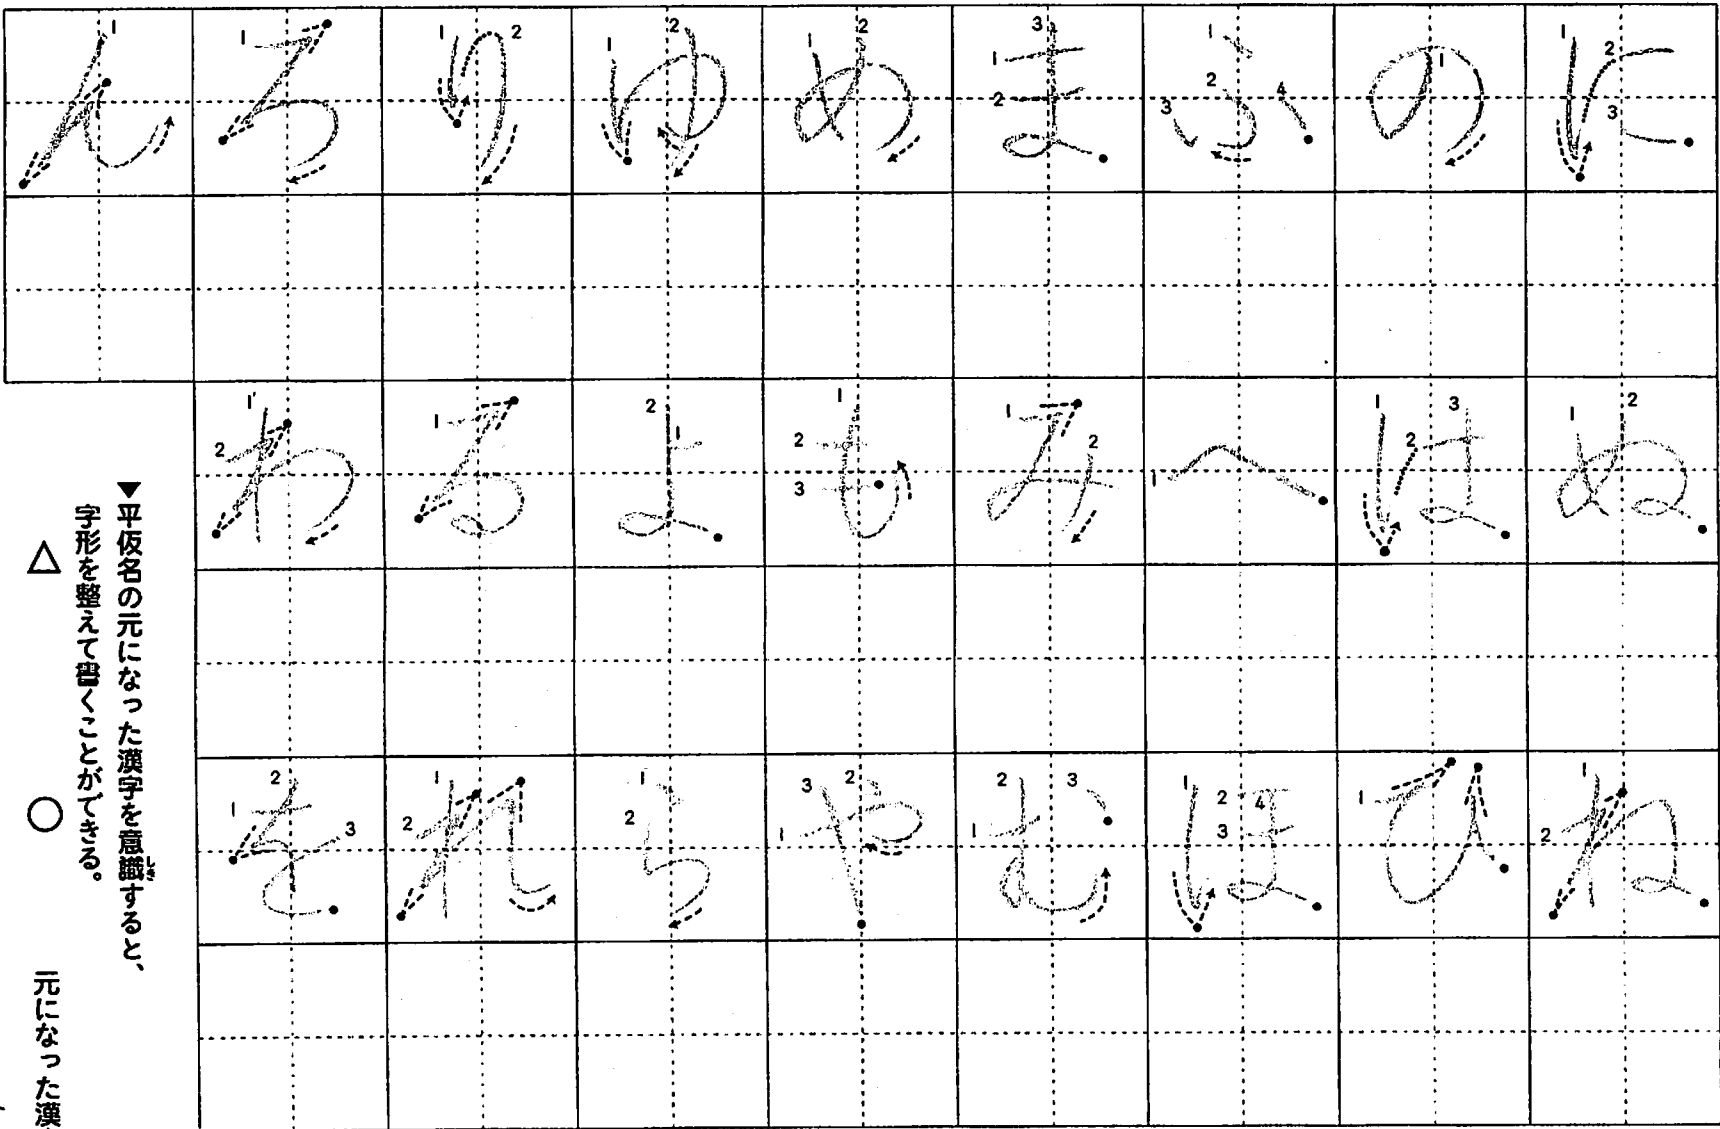 に
ぬ
ね
の
は
ひ
ふ
へ
ほ
ま
み
む
め
も
や
ゆ
よ
ら
り
る
れ
ろ
わ
を
ん
▼平仮名の元になった漢字を意識すると、
しき
字形を整えて書くことができる。
△ ○ 元になった漢